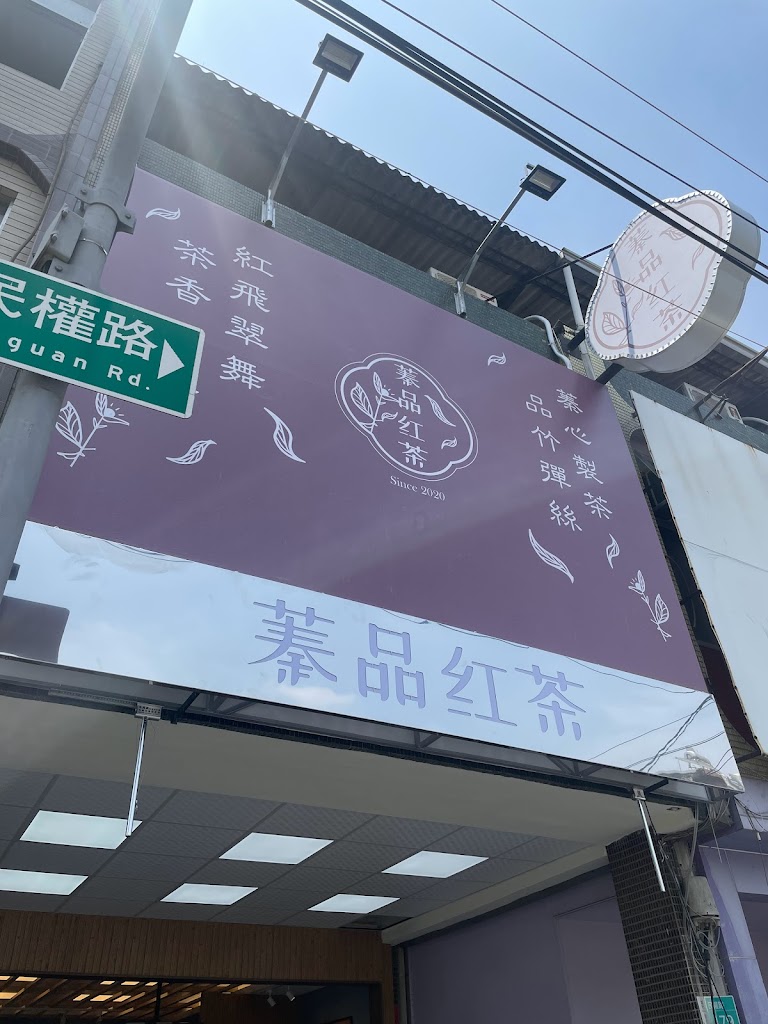 紅飛翠舞
茶香
蓁品红茶
Since 2020
蓁心製茶
品竹彈絲
蓁品红茶
民權路
guan Rd.
蓁品红茶